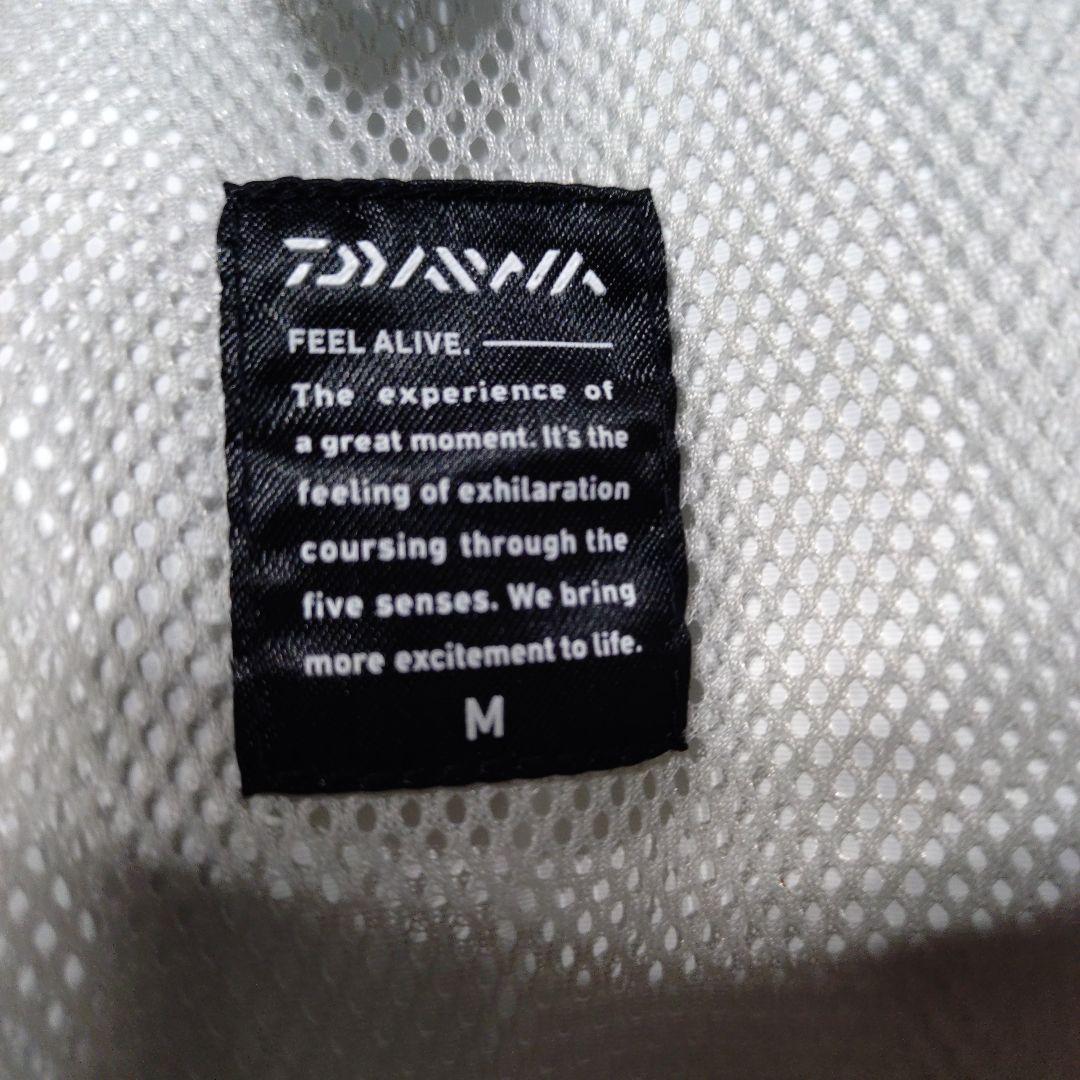 DAIWA
FEEL ALIVE.
The experience of
a great moment. It's the
feeling of exhilaration
coursing through the
five senses. We bring
more excitement to life.
M